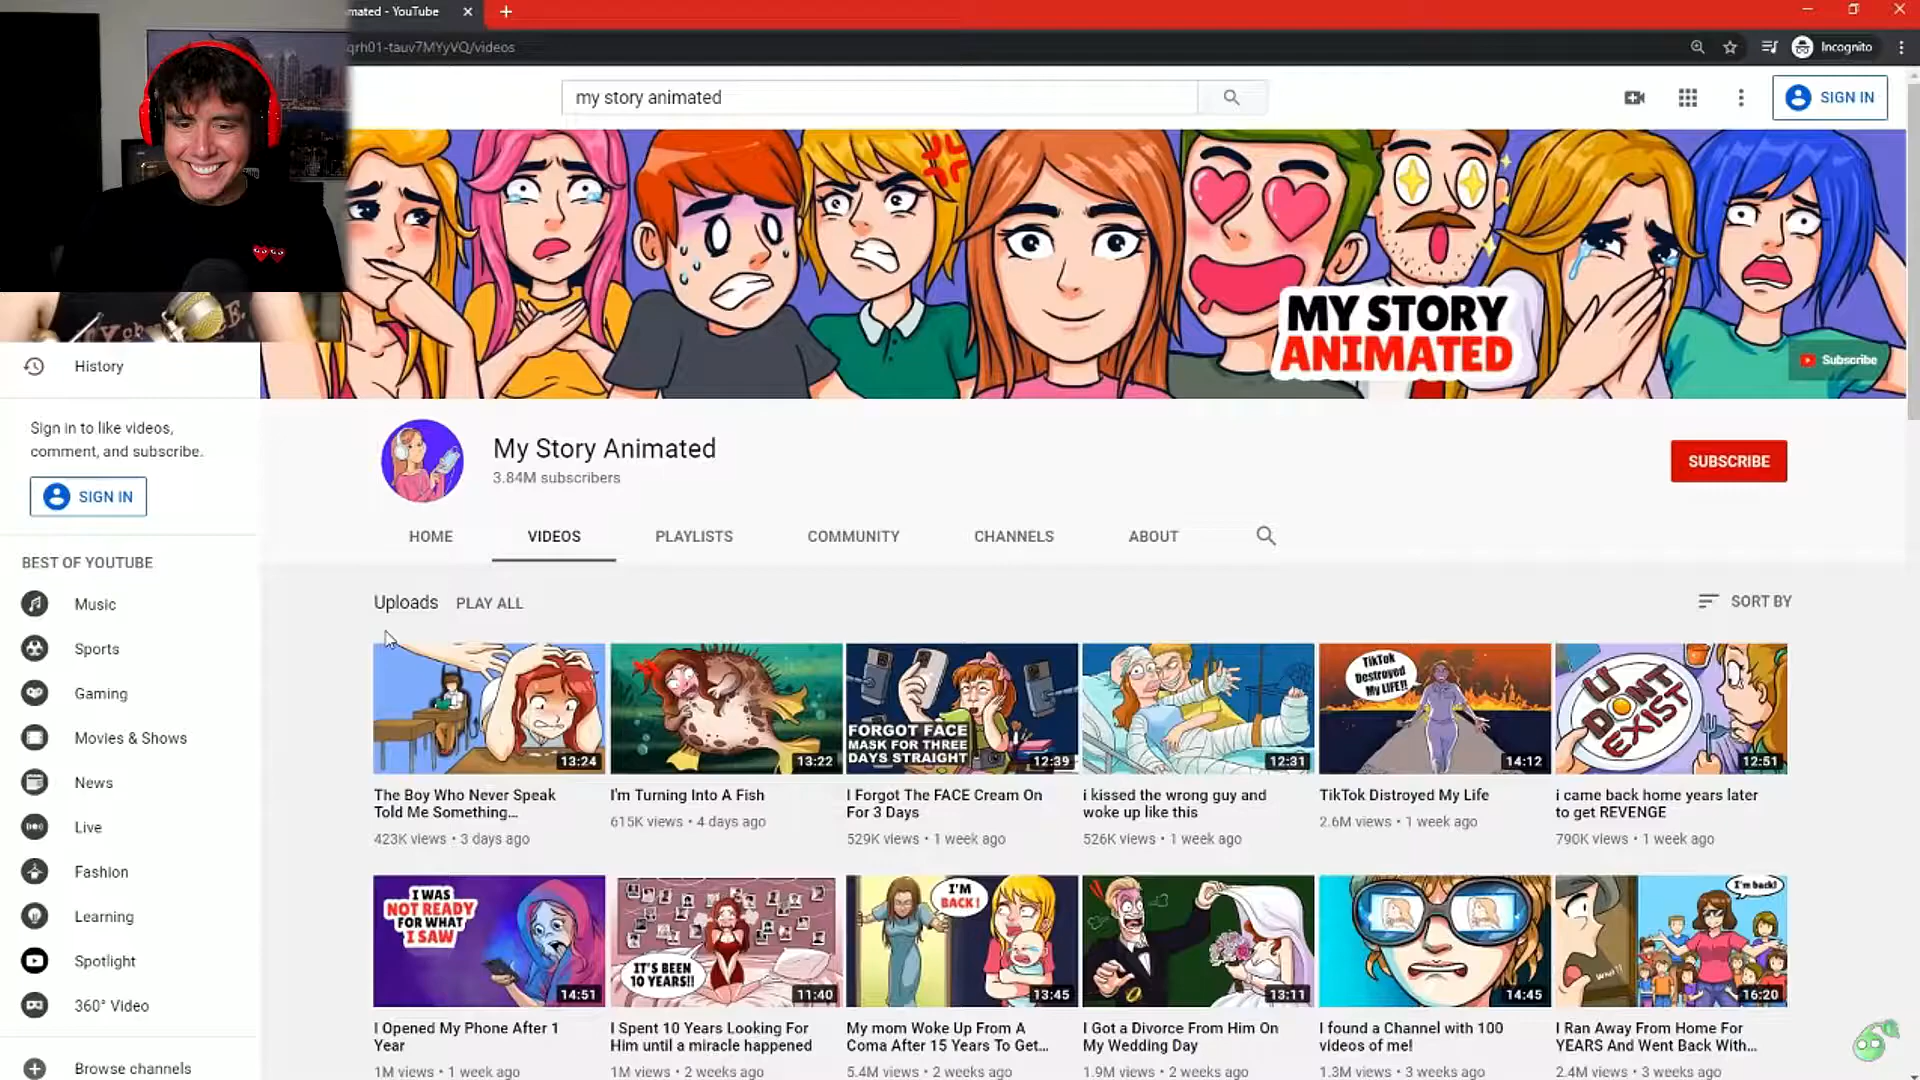 mated - YouTube
qrh01-tauv7MYyVQ/videos
Incognito
my story animated
SIGN IN
MY STORY
ANIMATED
Subscribe
History
Sign in to like videos,
comment, and subscribe.
SIGN IN
My Story Animated
3.84M subscribers
SUBSCRIBE
HOME
VIDEOS
PLAYLISTS
COMMUNITY
CHANNELS
ABOUT
BEST OF YOUTUBE
Music
Sports
Gaming
Movies & Shows
News
Live
Fashion
Learning
Spotlight
360° Video
Browse channels
Uploads
PLAY ALL
SORT BY
13:24
13:22
FORGOT FACE
MASK FOR THREE
DAYS STRAIGHT
12:39
12:31
TikTok
Destroyed
My LIFE!!
14:12
U
DONT
EXIST
12:51
The Boy Who Never Speak
Told Me Something...
423K views • 3 days ago
I'm Turning Into A Fish
615K views • 4 days ago
I Forgot The FACE Cream On
For 3 Days
529K views • 1 week ago
i kissed the wrong guy and
woke up like this
526K views • 1 week ago
TikTok Distroyed My Life
2.6M views • 1 week ago
i came back home years later
to get REVENGE
790K views • 1 week ago
I WAS
NOT READY
FOR WHAT
I SAW
14:51
IT'S BEEN
10 YEARS!!
11:40
I'M
BACK!
13:45
13:11
14:45
I'm back!
16:20
I Opened My Phone After 1
Year
1M views • 1 week ago
I Spent 10 Years Looking For
Him until a miracle happened
1M views • 2 weeks ago
My mom Woke Up From A
Coma After 15 Years To Get...
5.4M views • 2 weeks ago
I Got a Divorce From Him On
My Wedding Day
1.9M views • 2 weeks ago
I found a Channel with 100
videos of me!
1.3M views • 3 weeks ago
I Ran Away From Home For
YEARS And Went Back With...
2.4M views • 3 weeks ago